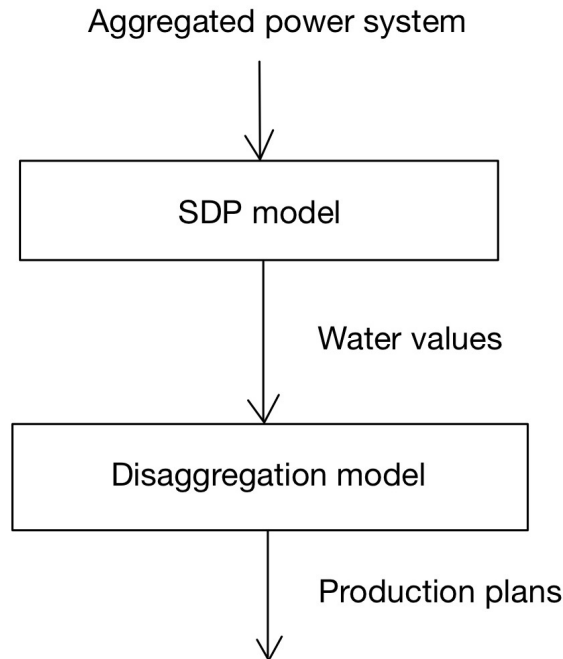 Aggregated power system
SDP model
Water values
Disaggregation model
Production plans